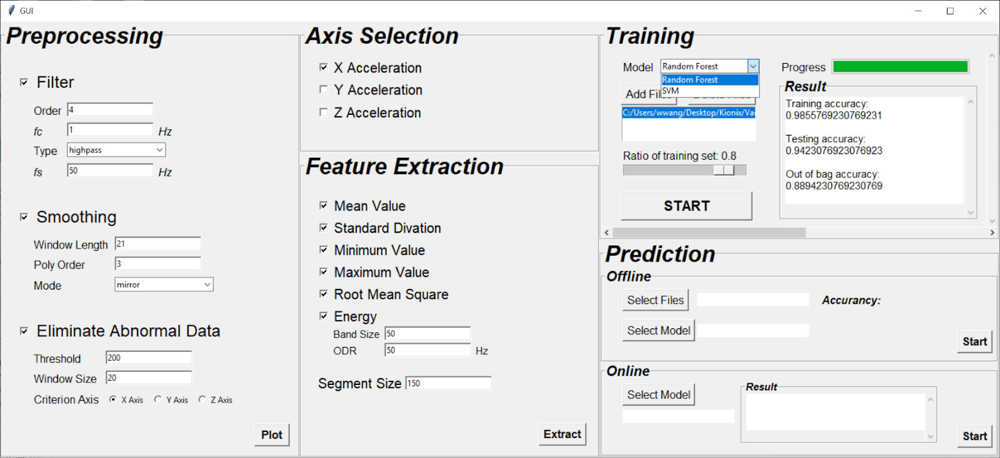 GUI
Preprocessing
Filter
Order 4
fc 1 Hz
Type highpass
fs 50 Hz
Smoothing
Window Length 21
Poly Order 3
Mode mirror
Eliminate Abnormal Data
Threshold 200
Window Size 20
Criterion Axis X Axis Y Axis Z Axis
Plot
Axis Selection
X Acceleration
Y Acceleration
Z Acceleration
Feature Extraction
Mean Value
Standard Divation
Minimum Value
Maximum Value
Root Mean Square
Energy
Band Size 50
ODR 50 Hz
Segment Size 150
Extract
Training
Model Random Forest
Random Forest
SVM
Add Files
C:/Users/wwang/Desktop/Kionix/Va
Ratio of training set: 0.8
START
Progress
Result
Training accuracy:
0.9855769230769231
Testing accuracy:
0.9423076923076923
Out of bag accuracy:
0.8894230769230769
Prediction
Offline
Select Files
Accurancy:
Select Model
Start
Online
Select Model
Result
Start